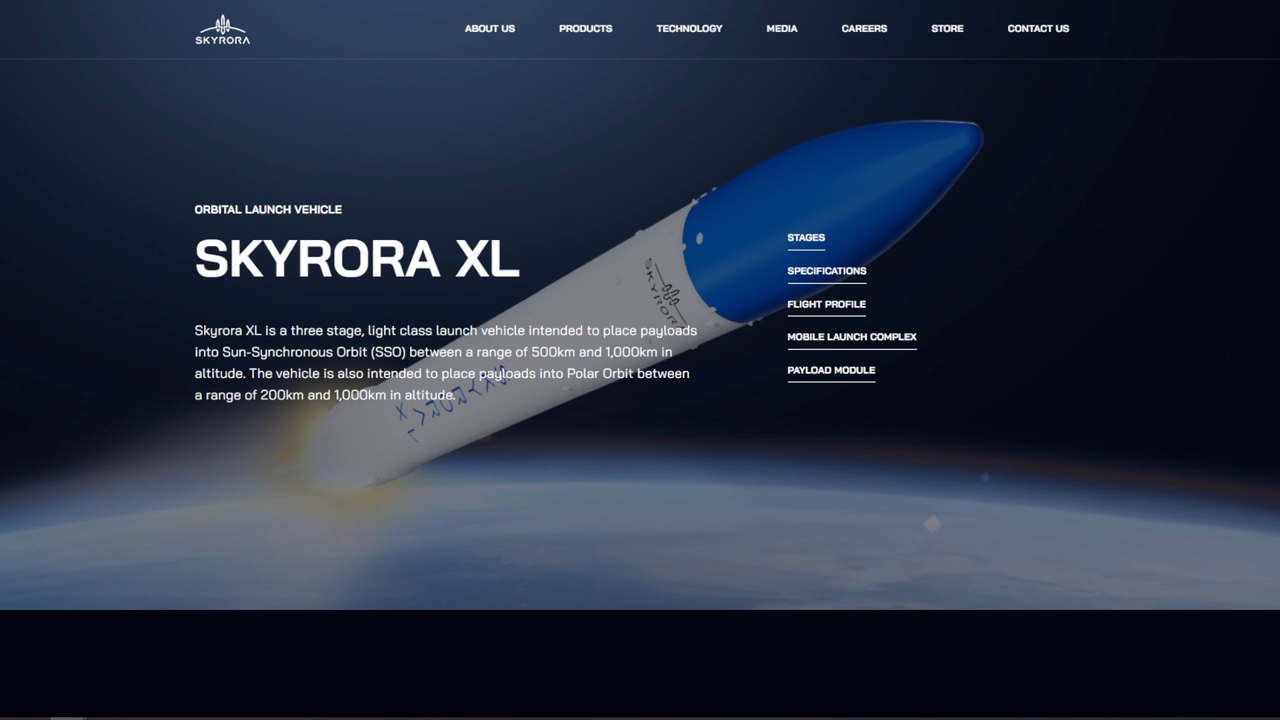 SKYRORA
ABOUT US
PRODUCTS
TECHNOLOGY
MEDIA
CAREERS
STORE
CONTACT US
ORBITAL LAUNCH VEHICLE
SKYRORA XL
Skyrora XL is a three stage, light class launch vehicle intended to place payloads
into Sun-Synchronous Orbit (SSO) between a range of 500km and 1,000km in
altitude. The vehicle is also intended to place payloads into Polar Orbit between
a range of 200km and 1,000km in altitude.
STAGES
SPECIFICATIONS
FLIGHT PROFILE
MOBILE LAUNCH COMPLEX
PAYLOAD MODULE
SKYRORA